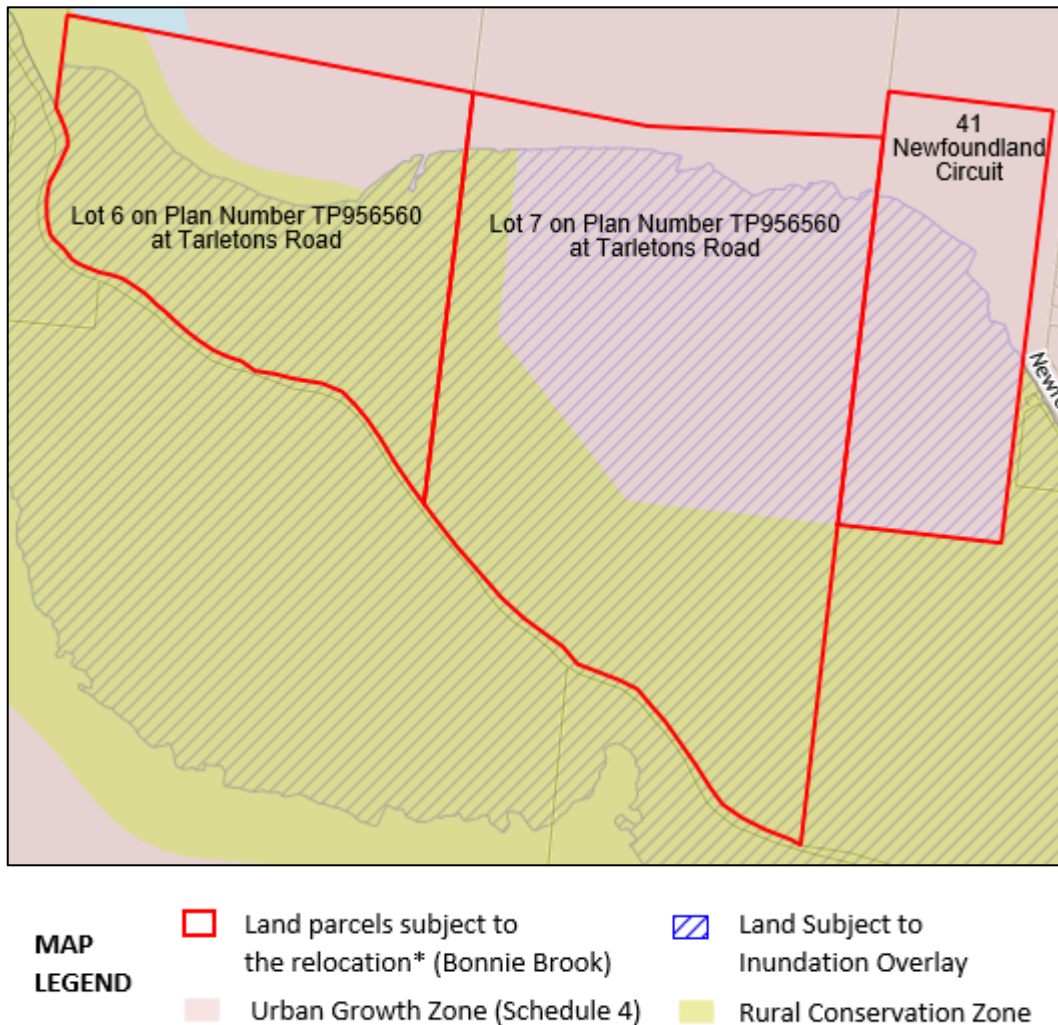 41
Newfoundland
Circuit
Lot 6 on Plan Number TP956560
at Tarletons Road
Lot 7 on Plan Number TP956560
at Tarletons Road
Newfo
MAP
LEGEND
Land parcels subject to
the relocation* (Bonnie Brook)
Land Subject to
Inundation Overlay
Urban Growth Zone (Schedule 4)
Rural Conservation Zone